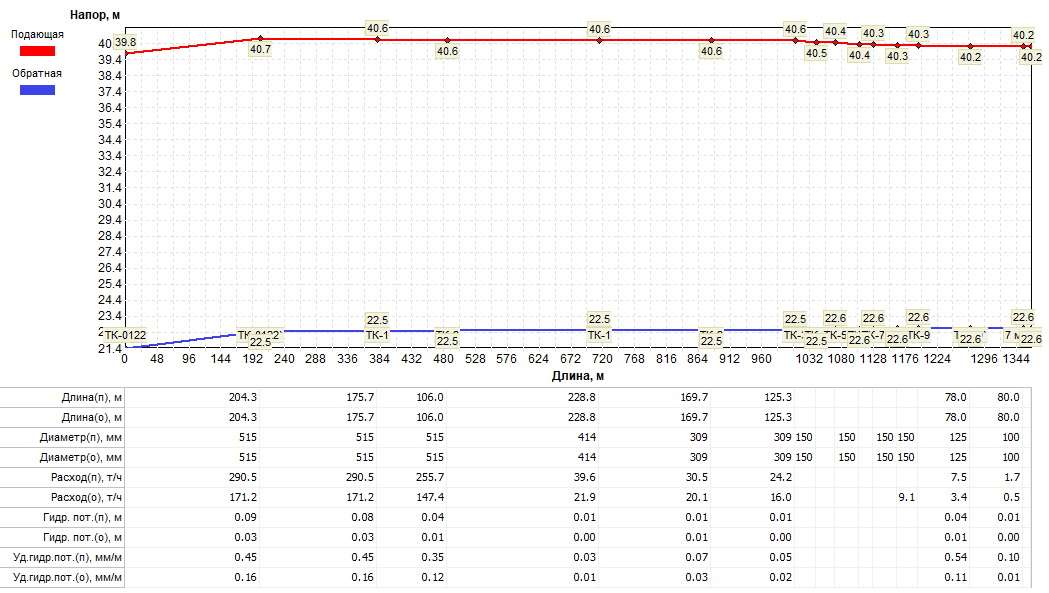 Напор, м
Подающая
Обратная
40.6 40.6 40.6 40.4 40.3 40.3 40.2
39.8
40.7 40.6 40.6 40.5 40.4 40.3 40.2 40.2
40
39.4
38.4
37.4
36.4
35.4
34.4
33.4
32.4
31.4
30.4
29.4
28.4
27.4
26.4
25.4
24.4
23.4
21.4
22.5 22.5 22.5 22.6 22.6 22.6 22.6
ТК-0122 ТК-1 ТК-1 ТК-9
22.5 22.5 22.5 22.5 22.6 22.6 22.6 22.6
0 48 96 144 192 240 288 336 384 432 480 528 576 624 672 720 768 816 864 912 960 1032 1080 1128 1176 1224 1296 1344
Длина, м
Длина(п), м 204.3 175.7 106.0 228.8 169.7 125.3 78.0 80.0
Длина(о), м 204.3 175.7 106.0 228.8 169.7 125.3 78.0 80.0
Диаметр(п), мм 515 515 515 414 309 309 150 150 150 150 125 100
Диаметр(о), мм 515 515 515 414 309 309 150 150 150 150 125 100
Расход(п), т/ч 290.5 290.5 255.7 39.6 30.5 24.2 7.5 1.7
Расход(о), т/ч 171.2 171.2 147.4 21.9 20.1 16.0 9.1 3.4 0.5
Гидр. пот.(п), м 0.09 0.08 0.04 0.01 0.01 0.01 0.04 0.01
Гидр. пот.(о), м 0.03 0.03 0.01 0.00 0.01 0.00 0.01 0.00
Уд.гидр.пот.(п), мм/м 0.45 0.45 0.35 0.03 0.07 0.05 0.54 0.10
Уд.гидр.пот.(о), мм/м 0.16 0.16 0.12 0.01 0.03 0.02 0.11 0.01